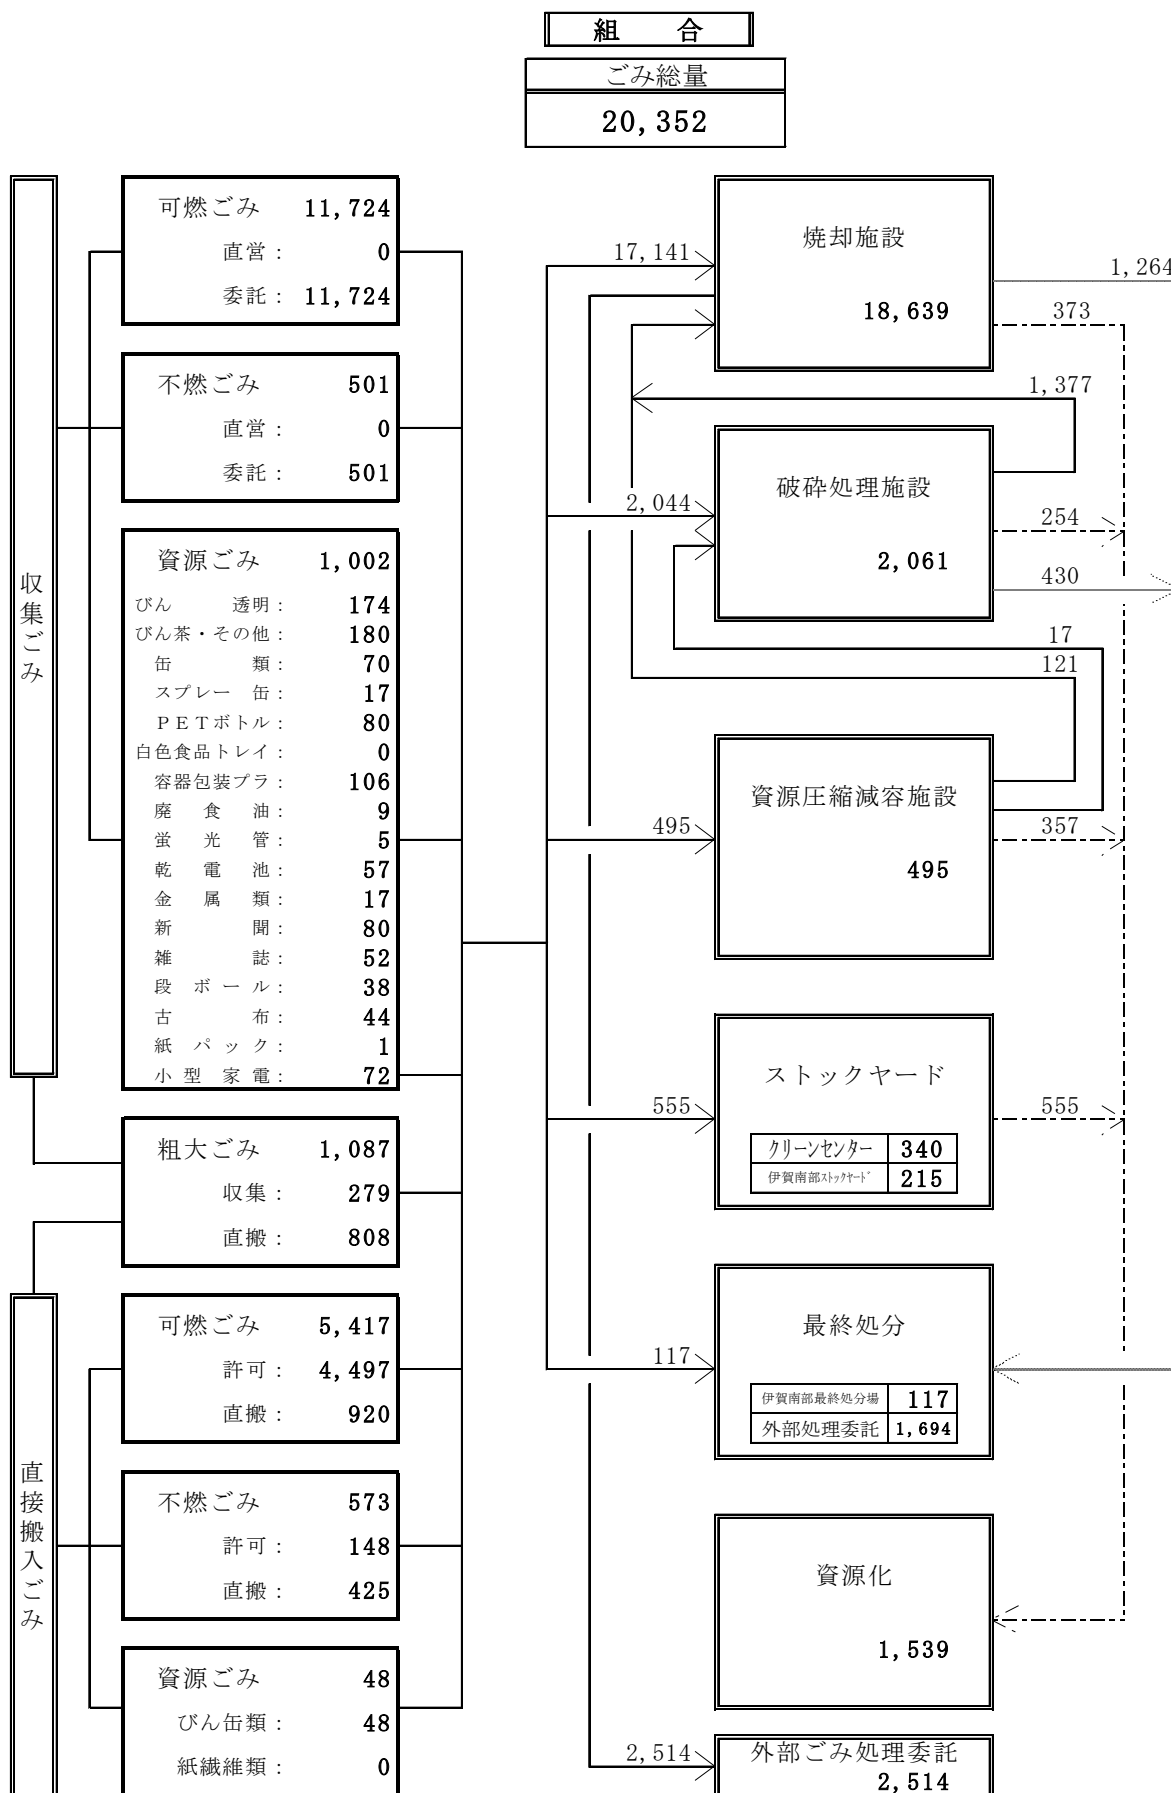 組　合
ごみ総量
20,352
収集ごみ
可燃ごみ 11,724
直営： 0
委託： 11,724
不燃ごみ 501
直営： 0
委託： 501
資源ごみ 1,002
びん　透明： 174
びん茶・その他： 180
缶　類： 70
スプレー　缶： 17
ＰＥＴボトル： 80
白色食品トレイ： 0
容器包装プラ： 106
廃　食　油： 9
蛍　光　管： 5
乾　電　池： 57
金　属　類： 17
新　聞： 80
雑　誌： 52
段　ボ　ー　ル： 38
古　布： 44
紙　パ　ッ　ク： 1
小　型　家　電： 72
粗大ごみ 1,087
収集： 279
直搬： 808
直接搬入ごみ
可燃ごみ 5,417
許可： 4,497
直搬： 920
不燃ごみ 573
許可： 148
直搬： 425
資源ごみ 48
びん缶類： 48
紙繊維類： 0
17,141
焼却施設
18,639
1,264
373
1,377
2,044
破砕処理施設
2,061
254
430
17
121
495
資源圧縮減容施設
495
357
555
ストックヤード
クリーンセンター 340
伊賀南部ストックヤード 215
555
117
最終処分
伊賀南部最終処分場 117
外部処理委託 1,694
資源化
1,539
2,514
外部ごみ処理委託
2,514